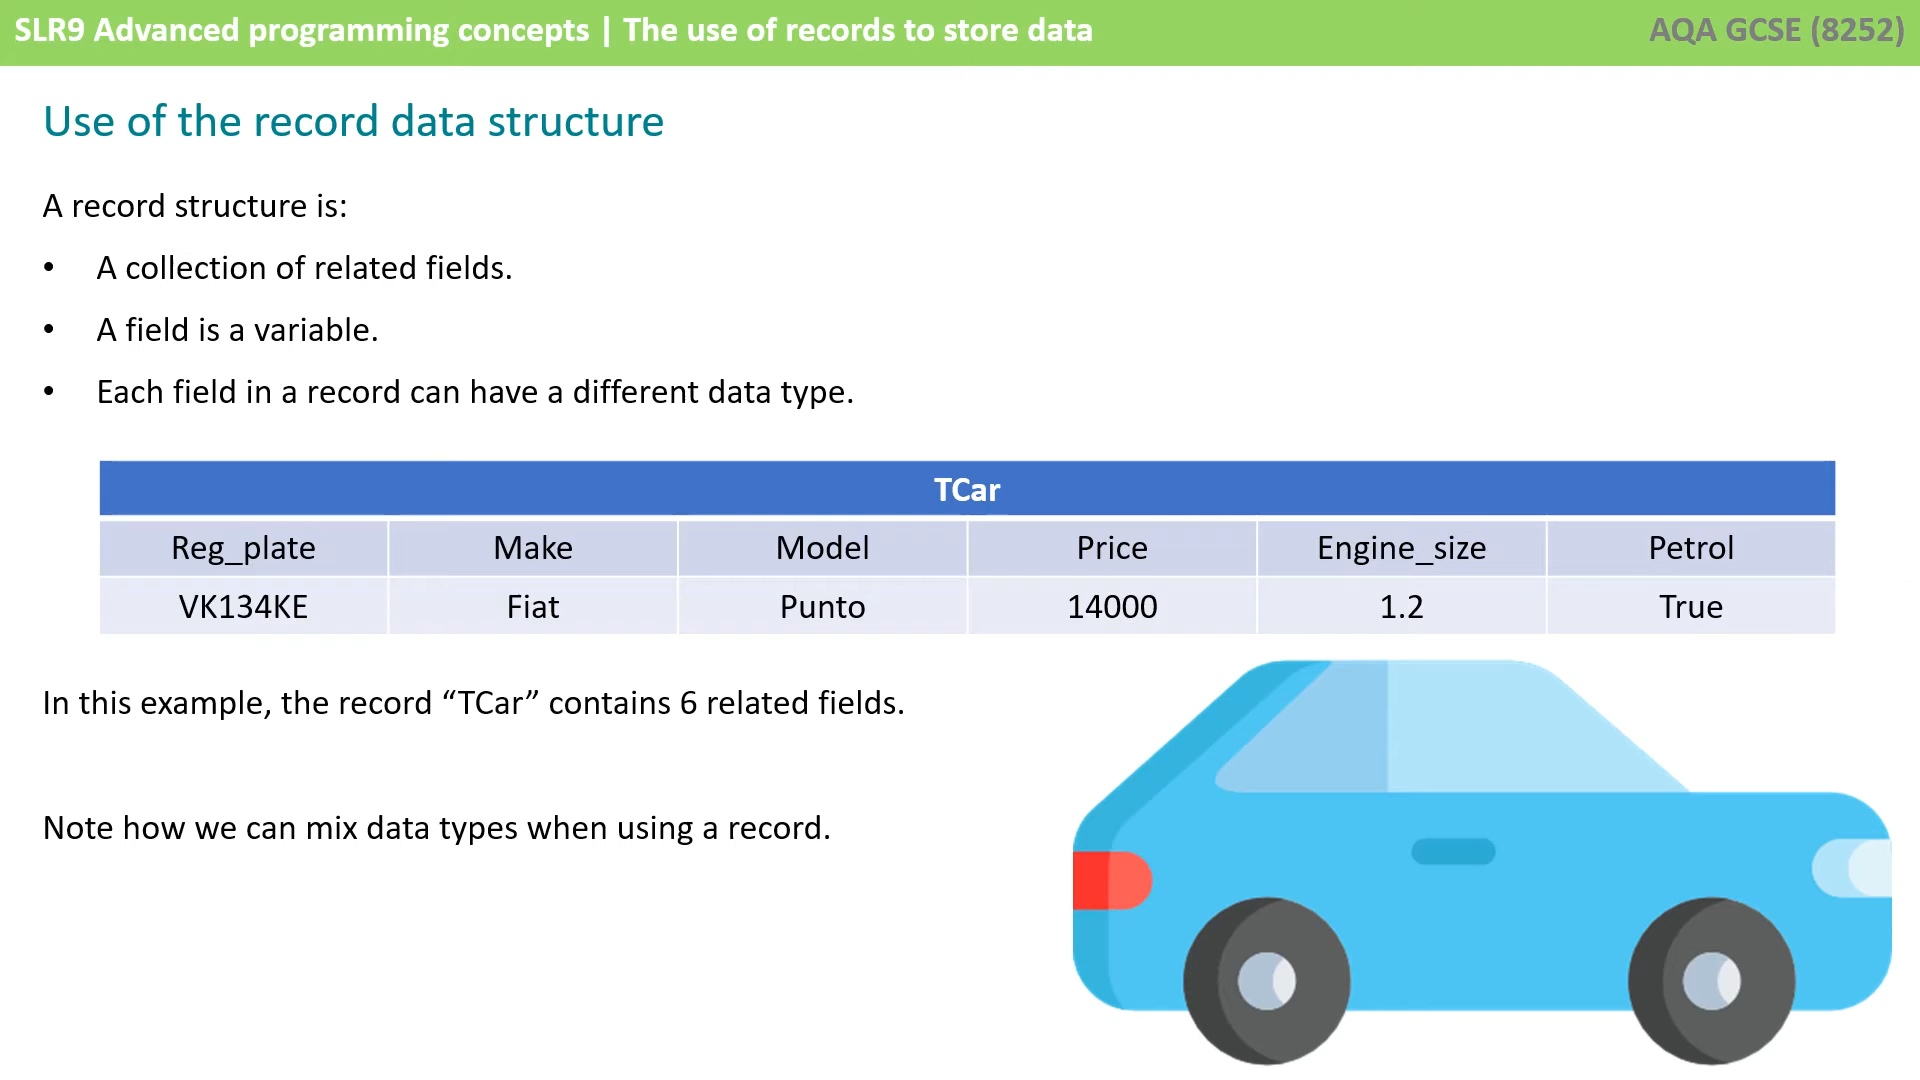 SLR9 Advanced programming concepts | The use of records to store data
AQA GCSE (8252)
Use of the record data structure
A record structure is:
• A collection of related fields.
• A field is a variable.
• Each field in a record can have a different data type.
TCar
Reg_plate Make Model Price Engine_size Petrol
VK134KE Fiat Punto 14000 1.2 True
In this example, the record “TCar” contains 6 related fields.
Note how we can mix data types when using a record.